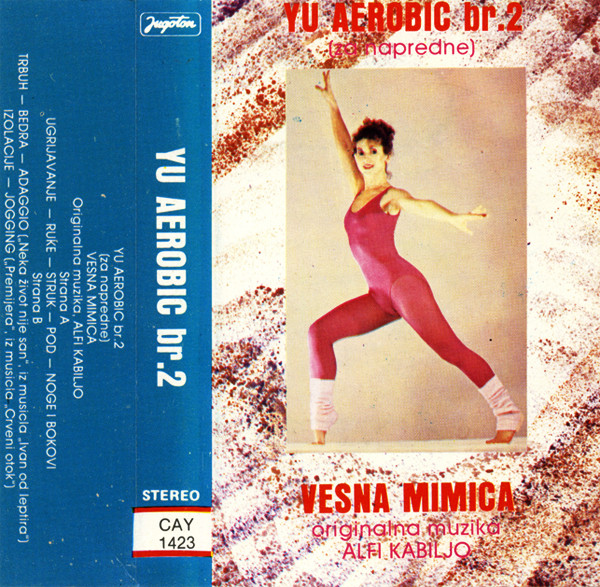 YU AEROBIC br.2
(za napredne)
VESNA MIMICA
Originalna muzika, ALFI KABILJO
Strana A
UGRIJAVANJE — RUKE — STRUK — POD — NOGE I BOKOVI
Strana B
TRBUH — BEDRA — ADAGGIO („Neka život nije san“, iz musicla „Ivan od leptira“)
IZOLACIJE — JOGGING („Premijera“, iz musicla „Crveni otok“)
Jugoton
YU AEROBIC br.2
STEREO
CAY
1423
YU AEROBIC br.2
(za napredne)
VESNA MIMICA
originalna muzika
ALFI KABILJO